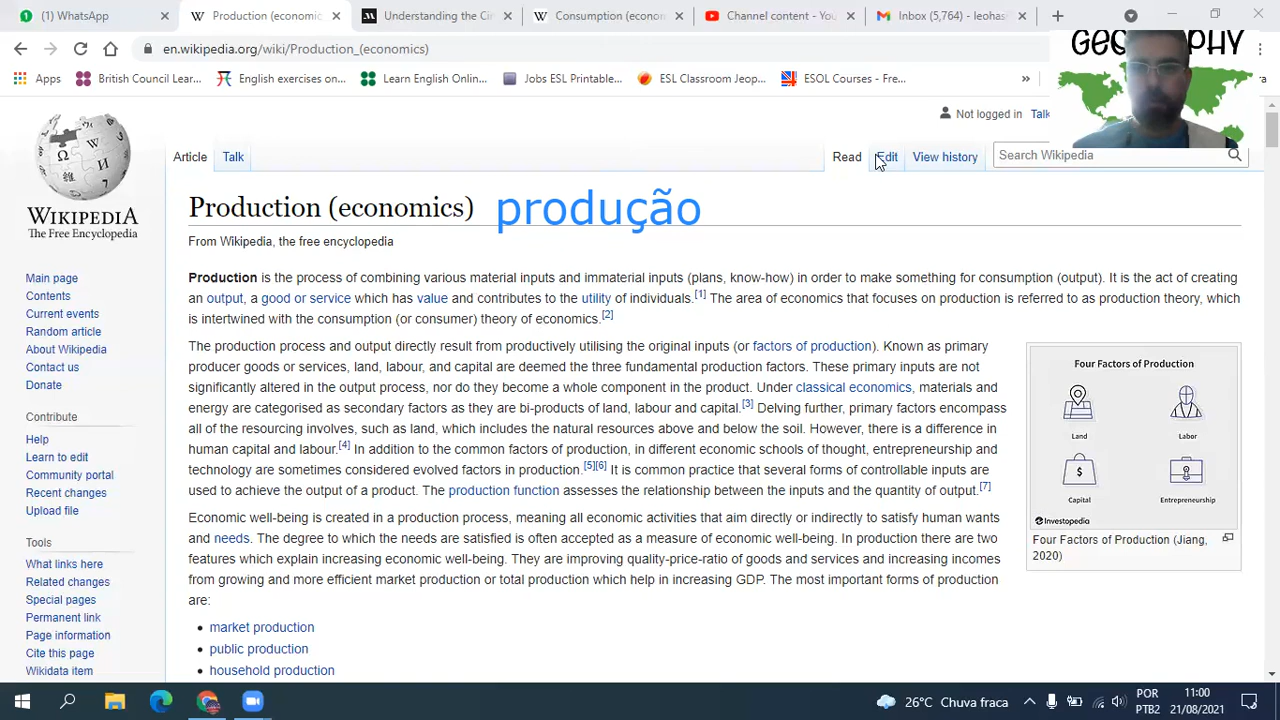 (1) WhatsApp
Production (economic
Understanding the Cir
Consumption (econor
Channel content - You
Inbox (5,764) - leohas
en.wikipedia.org/wiki/Production_(economics)
GEOGRAPHY
Apps
British Council Lear...
English exercises on...
Learn English Onlin...
Jobs ESL Printable...
ESL Classroom Jeop...
ESOL Courses - Fre...
»
Not logged in
Talk
Article
Talk
Read
Edit
View history
Search Wikipedia
WIKIPEDIA
The Free Encyclopedia
Production (economics)
produção
From Wikipedia, the free encyclopedia
Main page
Contents
Current events
Random article
About Wikipedia
Contact us
Donate
Contribute
Help
Learn to edit
Community portal
Recent changes
Upload file
Tools
What links here
Related changes
Special pages
Permanent link
Page information
Cite this page
Wikidata item
Production is the process of combining various material inputs and immaterial inputs (plans, know-how) in order to make something for consumption (output). It is the act of creating
an output, a good or service which has value and contributes to the utility of individuals.[1] The area of economics that focuses on production is referred to as production theory, which
is intertwined with the consumption (or consumer) theory of economics.[2]
The production process and output directly result from productively utilising the original inputs (or factors of production). Known as primary
producer goods or services, land, labour, and capital are deemed the three fundamental production factors. These primary inputs are not
significantly altered in the output process, nor do they become a whole component in the product. Under classical economics, materials and
energy are categorised as secondary factors as they are bi-products of land, labour and capital.[3] Delving further, primary factors encompass
all of the resourcing involves, such as land, which includes the natural resources above and below the soil. However, there is a difference in
human capital and labour.[4] In addition to the common factors of production, in different economic schools of thought, entrepreneurship and
technology are sometimes considered evolved factors in production.[5][6] It is common practice that several forms of controllable inputs are
used to achieve the output of a product. The production function assesses the relationship between the inputs and the quantity of output.[7]
Economic well-being is created in a production process, meaning all economic activities that aim directly or indirectly to satisfy human wants
and needs. The degree to which the needs are satisfied is often accepted as a measure of economic well-being. In production there are two
features which explain increasing economic well-being. They are improving quality-price-ratio of goods and services and increasing incomes
from growing and more efficient market production or total production which help in increasing GDP. The most important forms of production
are:
market production
public production
household production
Four Factors of Production
Land
Labor
Capital
Entrepreneurship
Investopedia
Four Factors of Production (Jiang,
2020)
26°C Chuva fraca
POR
PTB2
11:00
21/08/2021